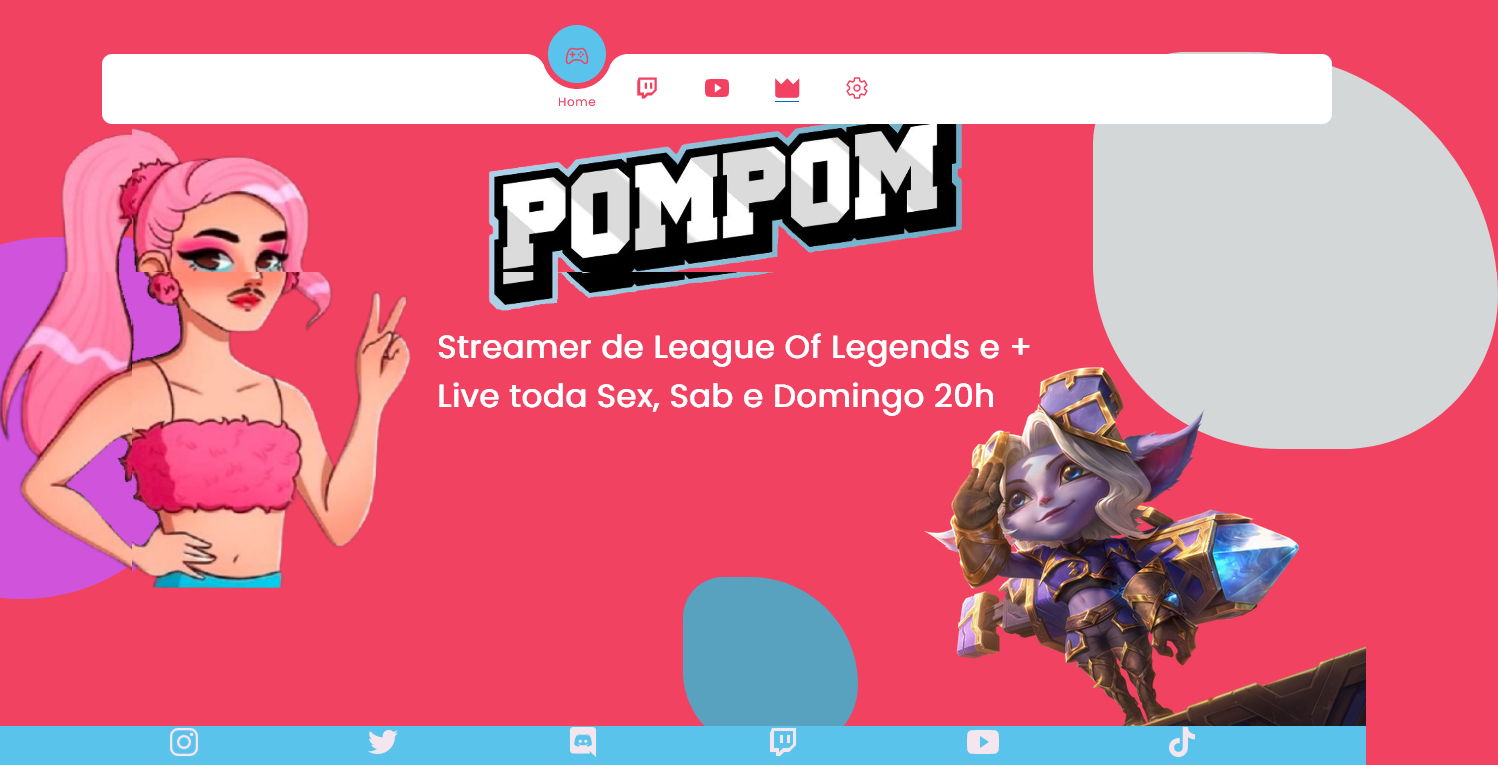 Home
POMPOM
Streamer de League Of Legends e +
Live toda Sex, Sab e Domingo 20h